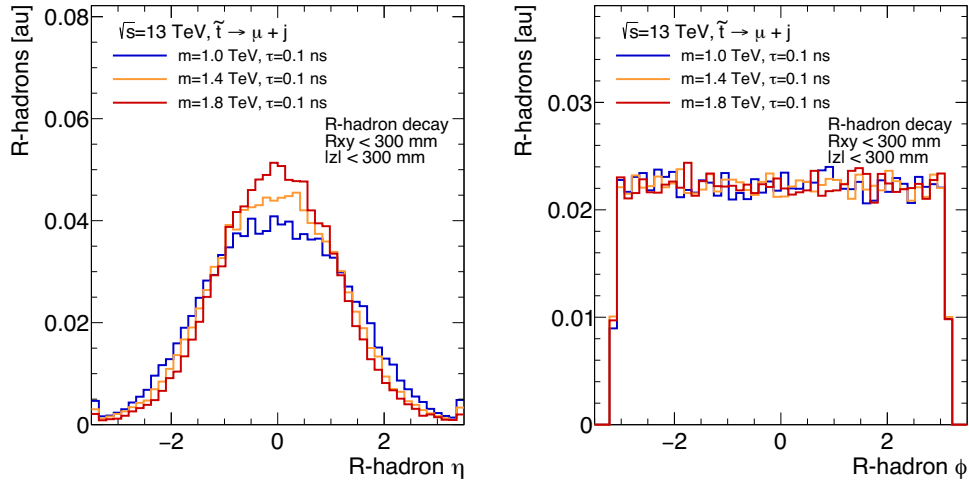 R-hadrons [au]
0.08
0.06
0.04
0.02
0
√s=13 TeV, t̃ → μ + j
m=1.0 TeV, τ=0.1 ns
m=1.4 TeV, τ=0.1 ns
m=1.8 TeV, τ=0.1 ns
R-hadron decay
Rxy < 300 mm
|z| < 300 mm
−2 0 2
R-hadron η
R-hadrons [au]
0.03
0.02
0.01
0
√s=13 TeV, t̃ → μ + j
m=1.0 TeV, τ=0.1 ns
m=1.4 TeV, τ=0.1 ns
m=1.8 TeV, τ=0.1 ns
R-hadron decay
Rxy < 300 mm
|z| < 300 mm
−2 0 2
R-hadron ϕ